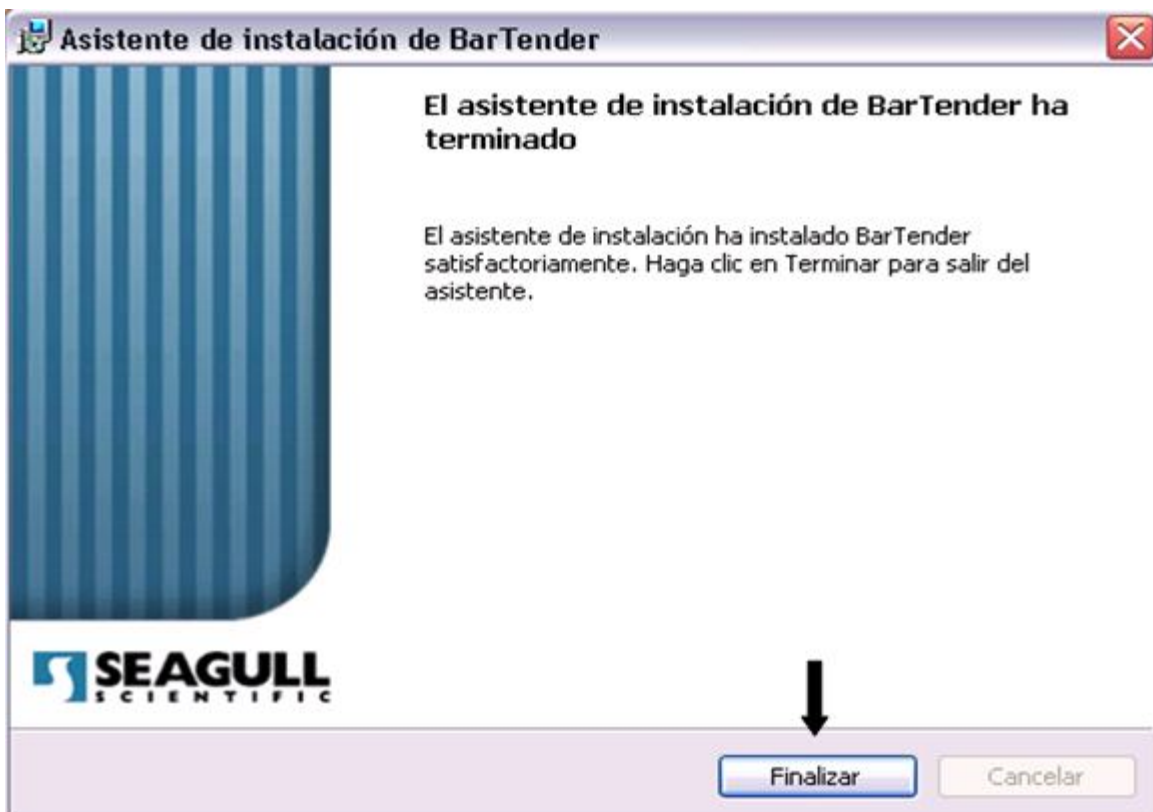 Asistente de instalación de BarTender
El asistente de instalación de BarTender ha
terminado
El asistente de instalación ha instalado BarTender
satisfactoriamente. Haga clic en Terminar para salir del
asistente.
SEAGULL
SCIENTIFIC
Finalizar
Cancelar